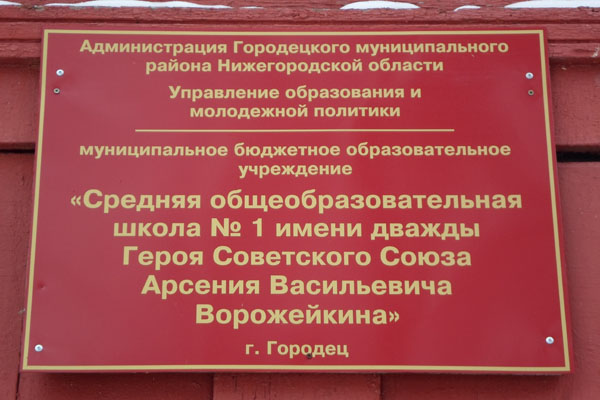 Администрация Городецкого муниципального
района Нижегородской области
Управление образования и
молодежной политики
муниципальное бюджетное образовательное
учреждение
«Средняя общеобразовательная
школа № 1 имени дважды
Героя Советского Союза
Арсения Васильевича
Ворожейкина»
г. Городец